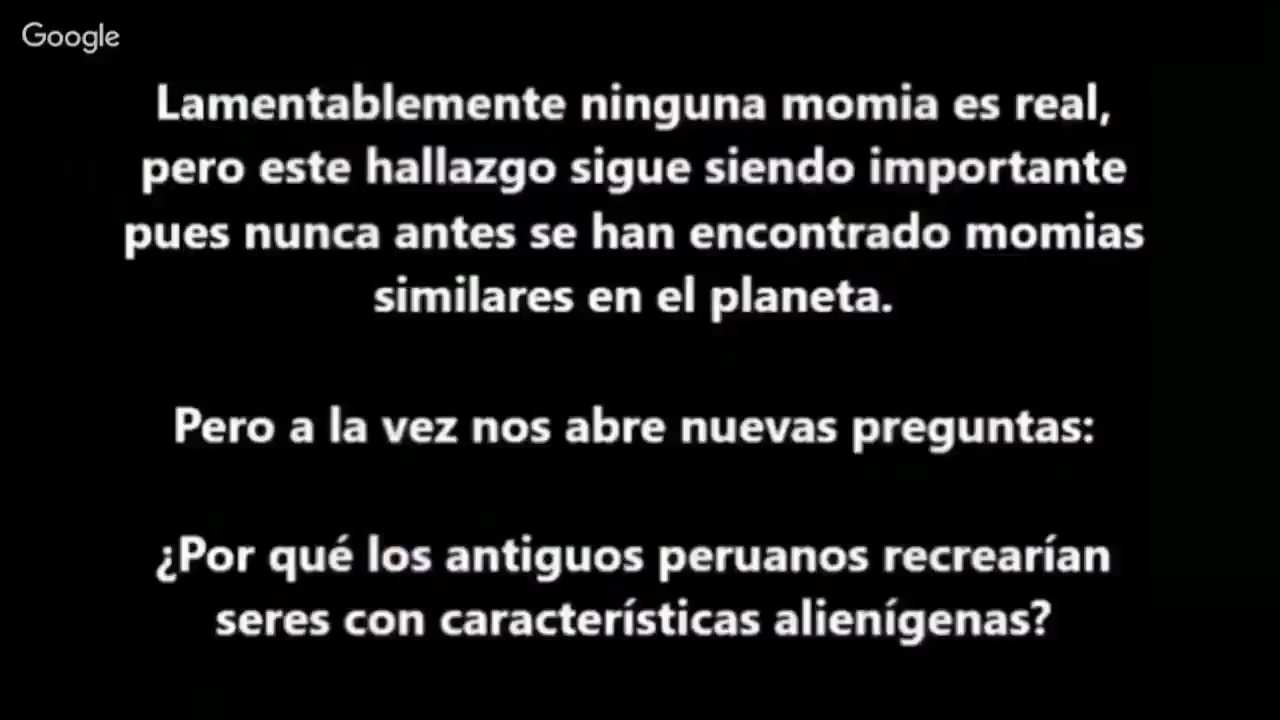 Google
Lamentablemente ninguna momia es real,
pero este hallazgo sigue siendo importante
pues nunca antes se han encontrado momias
similares en el planeta.
Pero a la vez nos abre nuevas preguntas:
¿Por qué los antiguos peruanos recrearían
seres con características alienígenas?